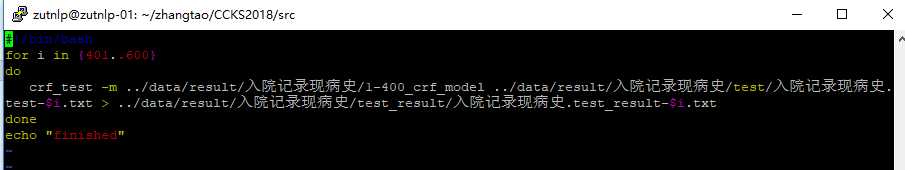 zutnlp@zutnlp-01: ~/zhangtao/CCKS2018/src
#!/bin/bash
for i in {401..600}
do
   crf_test -m ../data/result/入院记录现病史/1-400_crf_model ../data/result/入院记录现病史/test/入院记录现病史.
test-$i.txt > ../data/result/入院记录现病史/test_result/入院记录现病史.test_result-$i.txt
done
echo "finished"
~
~